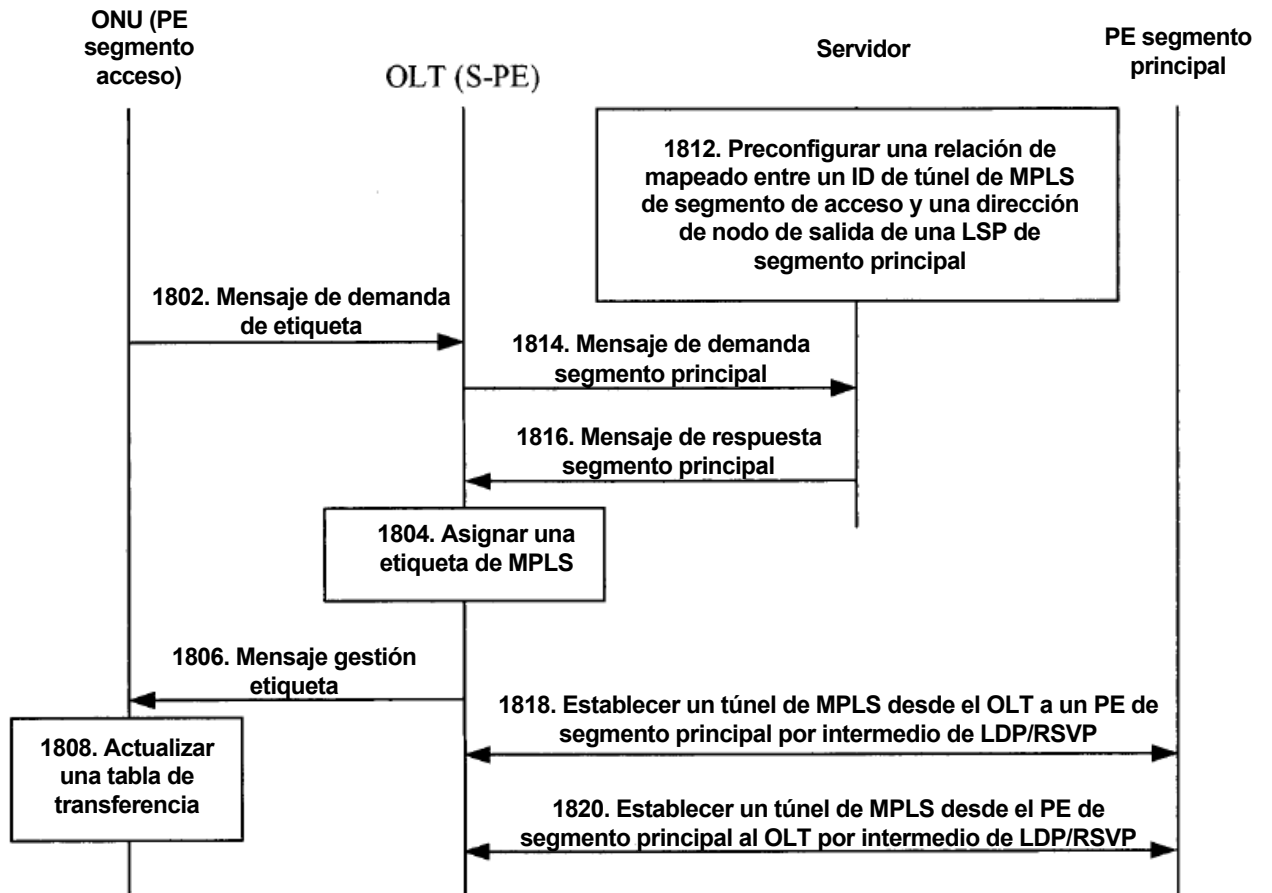 ONU (PE
segmento
acceso)
OLT (S-PE)
Servidor
PE segmento
principal
1812. Preconfigurar una relación de
mapeado entre un ID de túnel de MPLS
de segmento de acceso y una dirección
de nodo de salida de una LSP de
segmento principal
1802. Mensaje de demanda
de etiqueta
1814. Mensaje de demanda
segmento principal
1816. Mensaje de respuesta
segmento principal
1804. Asignar una
etiqueta de MPLS
1806. Mensaje gestión
etiqueta
1818. Establecer un túnel de MPLS desde el OLT a un PE de
segmento principal por intermedio de LDP/RSVP
1808. Actualizar
una tabla de
transferencia
1820. Establecer un túnel de MPLS desde el PE de
segmento principal al OLT por intermedio de LDP/RSVP